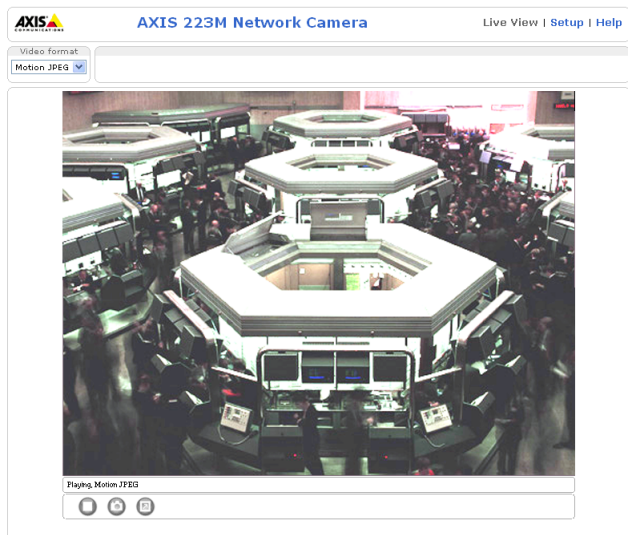 AXIS
COMMUNICATIONS
AXIS 223M Network Camera
Live View | Setup | Help
Video format
Motion JPEG
Playing, Motion JPEG